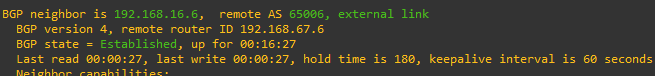 BGP neighbor is 192.168.16.6,  remote AS 65006, external link
  BGP version 4, remote router ID 192.168.67.6
  BGP state = Established, up for 00:16:27
  Last read 00:00:27, last write 00:00:27, hold time is 180, keepalive interval is 60 seconds
  Neighbor capabilities: